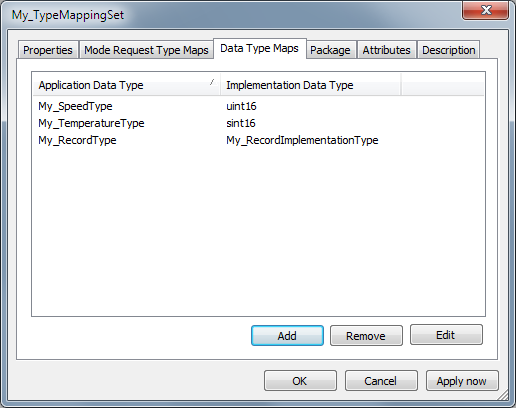 My_TypeMappingSet
Properties Mode Request Type Maps Data Type Maps Package Attributes Description
Application Data Type Implementation Data Type
My_SpeedType uint16
My_TemperatureType sint16
My_RecordType My_RecordImplementationType
Add Remove Edit
OK Cancel Apply now